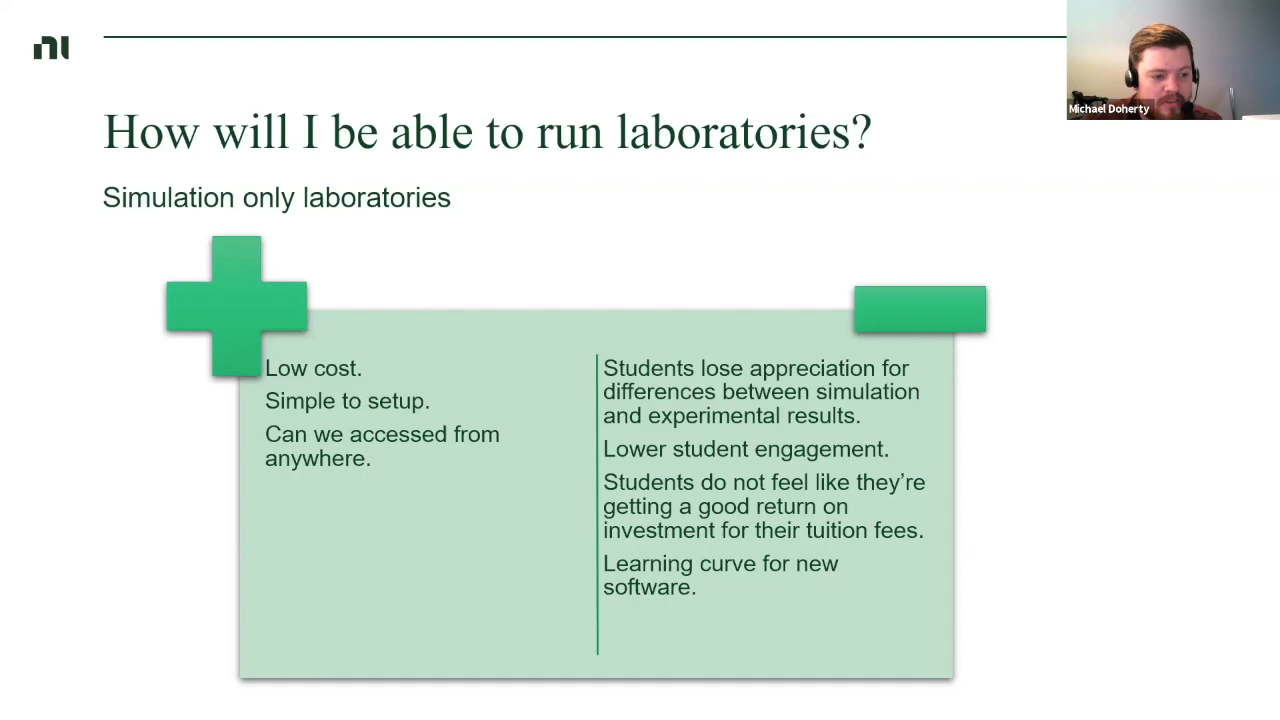 ni
Michael Doherty
How will I be able to run laboratories?
Simulation only laboratories
Low cost.
Simple to setup.
Can we accessed from
anywhere.
Students lose appreciation for
differences between simulation
and experimental results.
Lower student engagement.
Students do not feel like they’re
getting a good return on
investment for their tuition fees.
Learning curve for new
software.